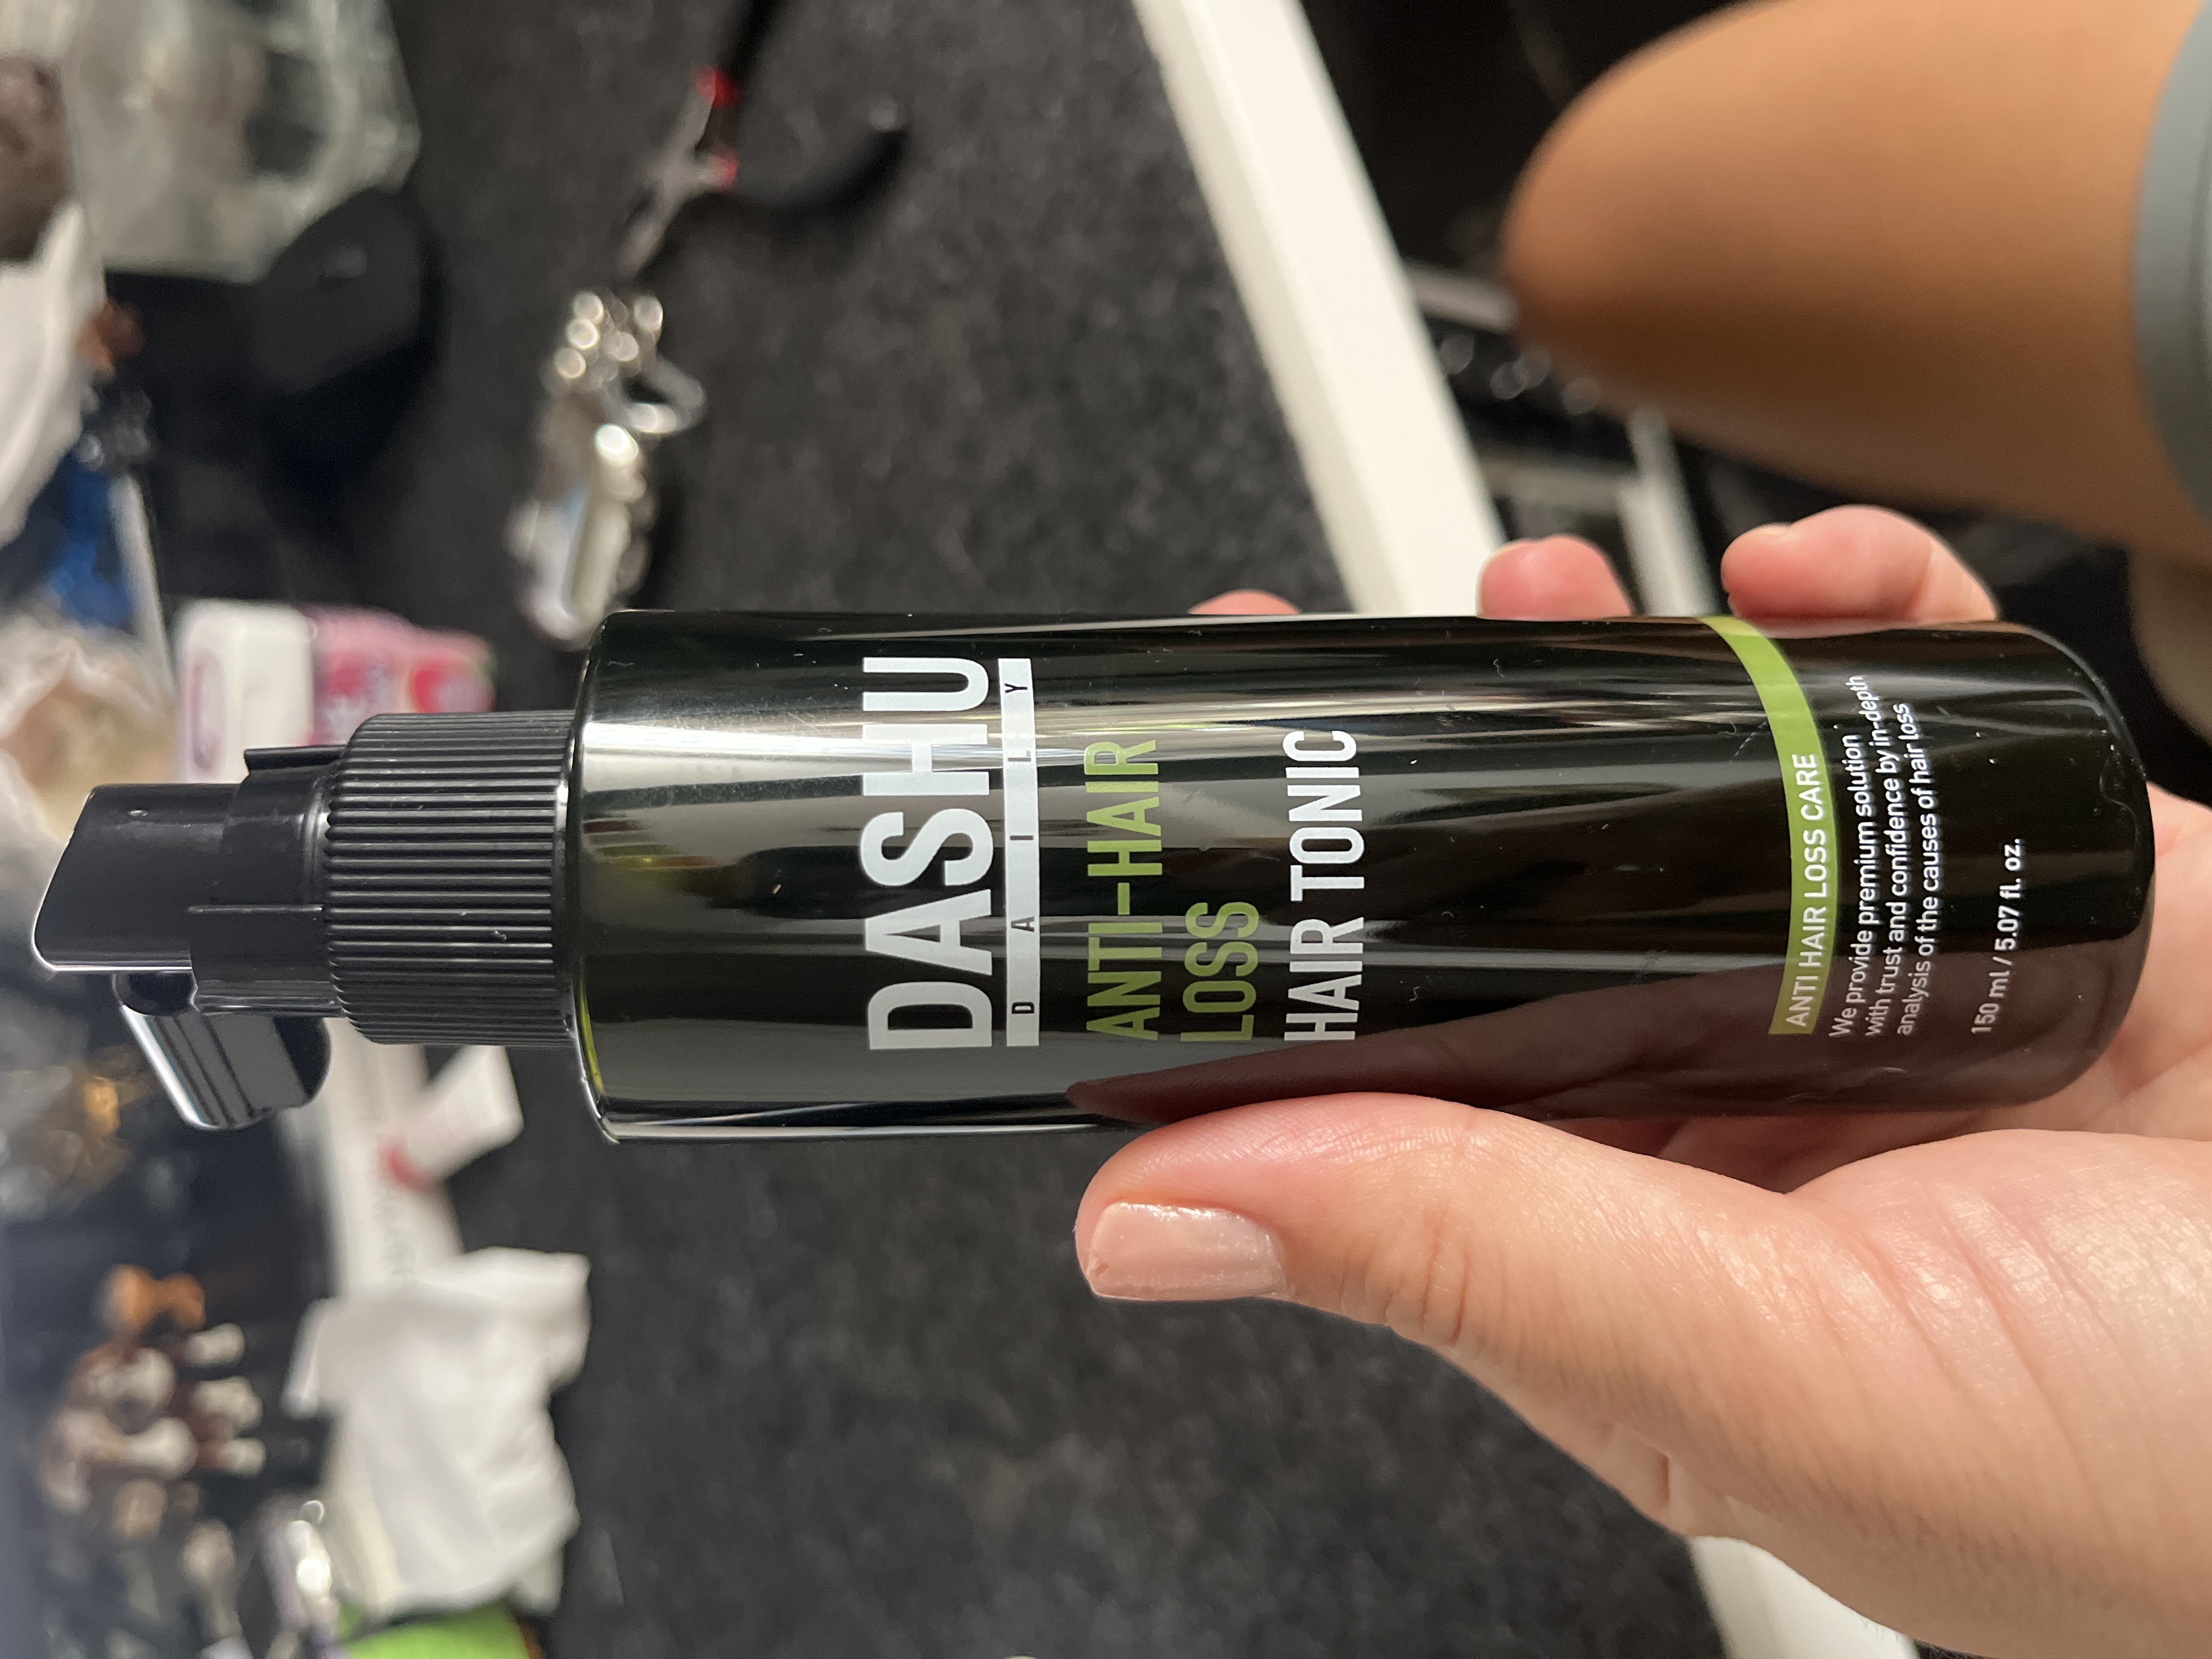 DASHU
DAILY
ANTI-HAIR
LOSS
HAIR TONIC
ANTI HAIR LOSS CARE
We provide premium solution
with trust and confidence by in-depth
analysis of the causes of hair loss
150 ml / 5.07 fl. oz.